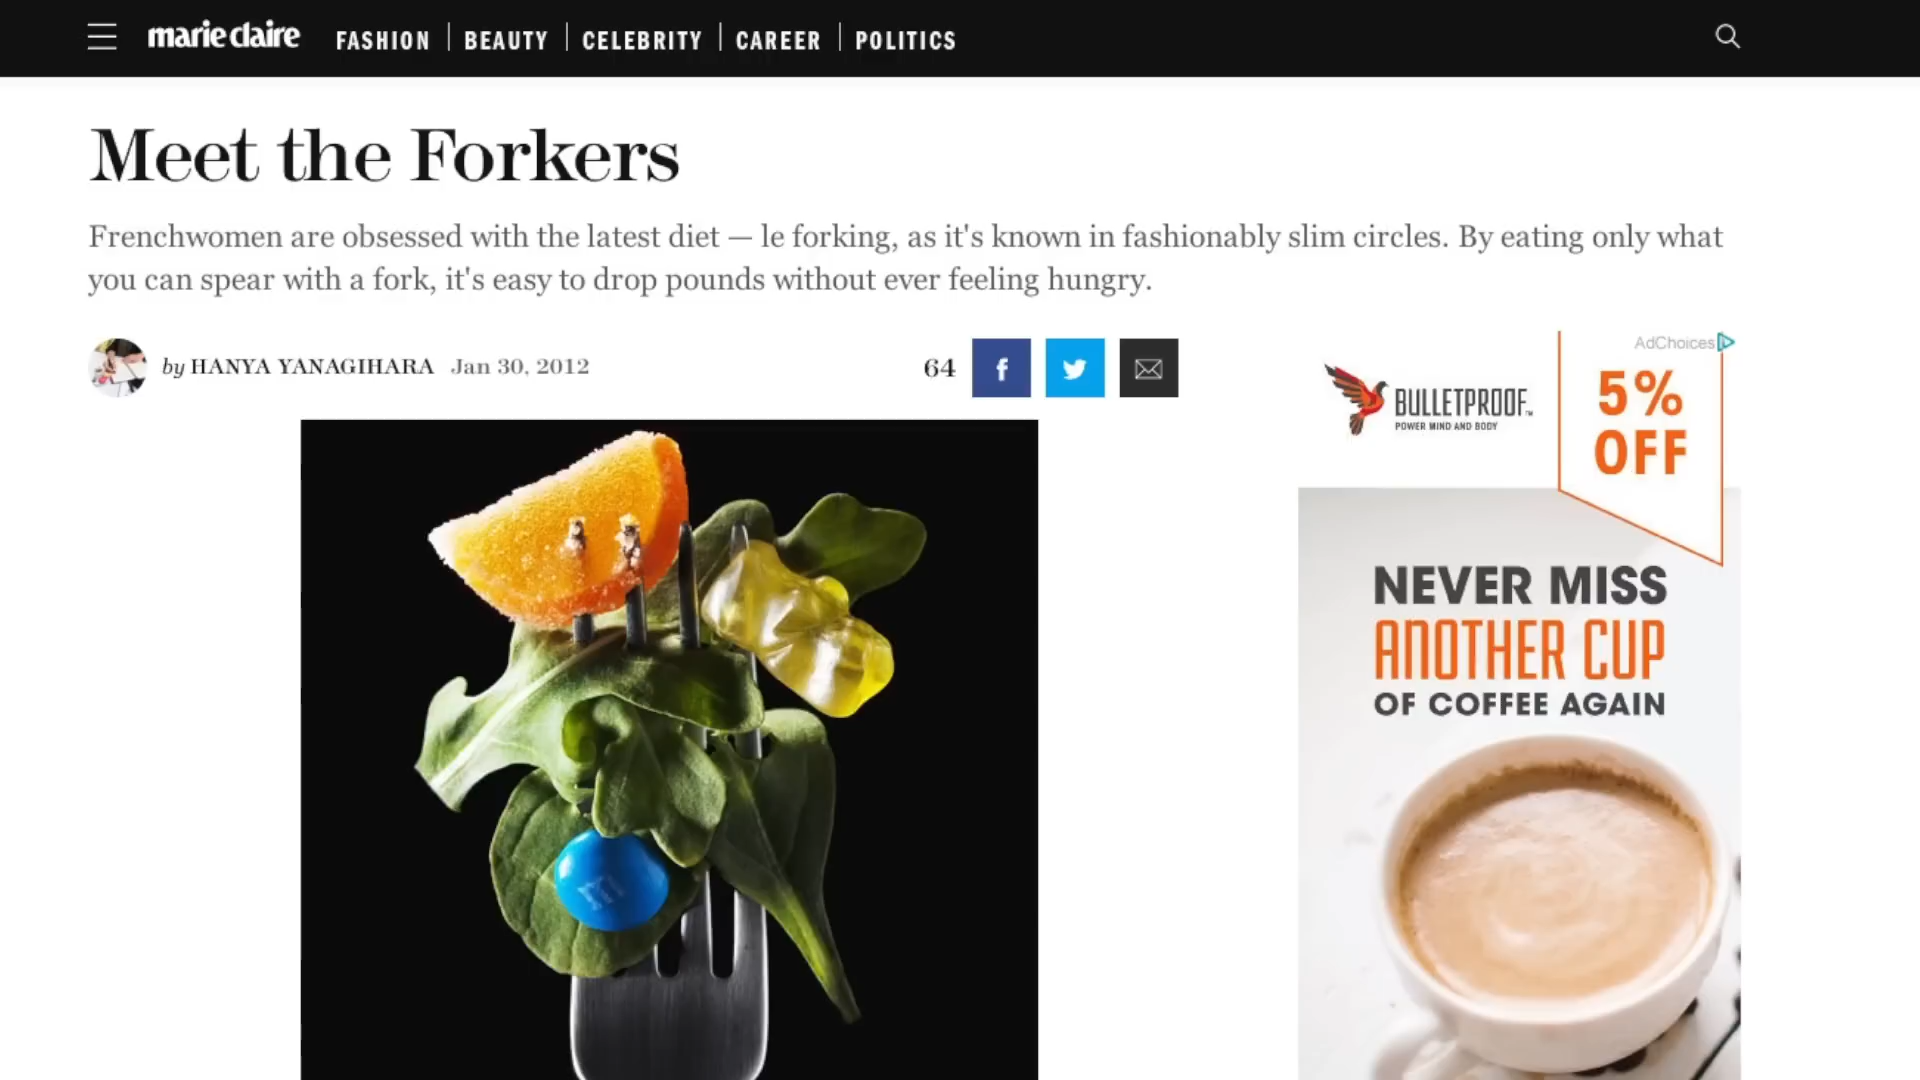 marie claire
FASHION
BEAUTY
CELEBRITY
CAREER
POLITICS
Meet the Forkers
Frenchwomen are obsessed with the latest diet — le forking, as it's known in fashionably slim circles. By eating only what
you can spear with a fork, it's easy to drop pounds without ever feeling hungry.
by HANYA YANAGIHARA Jan 30, 2012
64
f
AdChoices
BULLETPROOF™
POWER MIND AND BODY
5%
OFF
NEVER MISS
ANOTHER CUP
OF COFFEE AGAIN
m